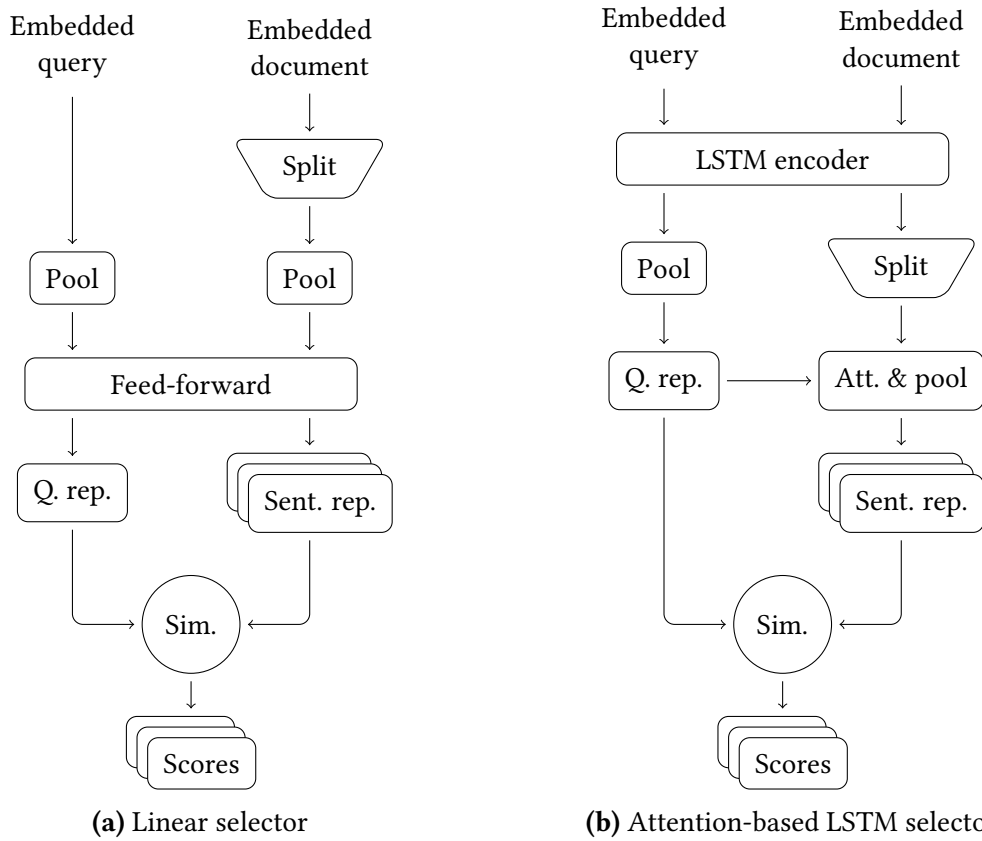 Embedded
query
Embedded
document
Split
Pool
Pool
Feed-forward
Q. rep.
Sent. rep.
Sim.
Scores
(a) Linear selector
Embedded
query
Embedded
document
LSTM encoder
Pool
Split
Q. rep.
Att. & pool
Sent. rep.
Sim.
Scores
(b) Attention-based LSTM selecto